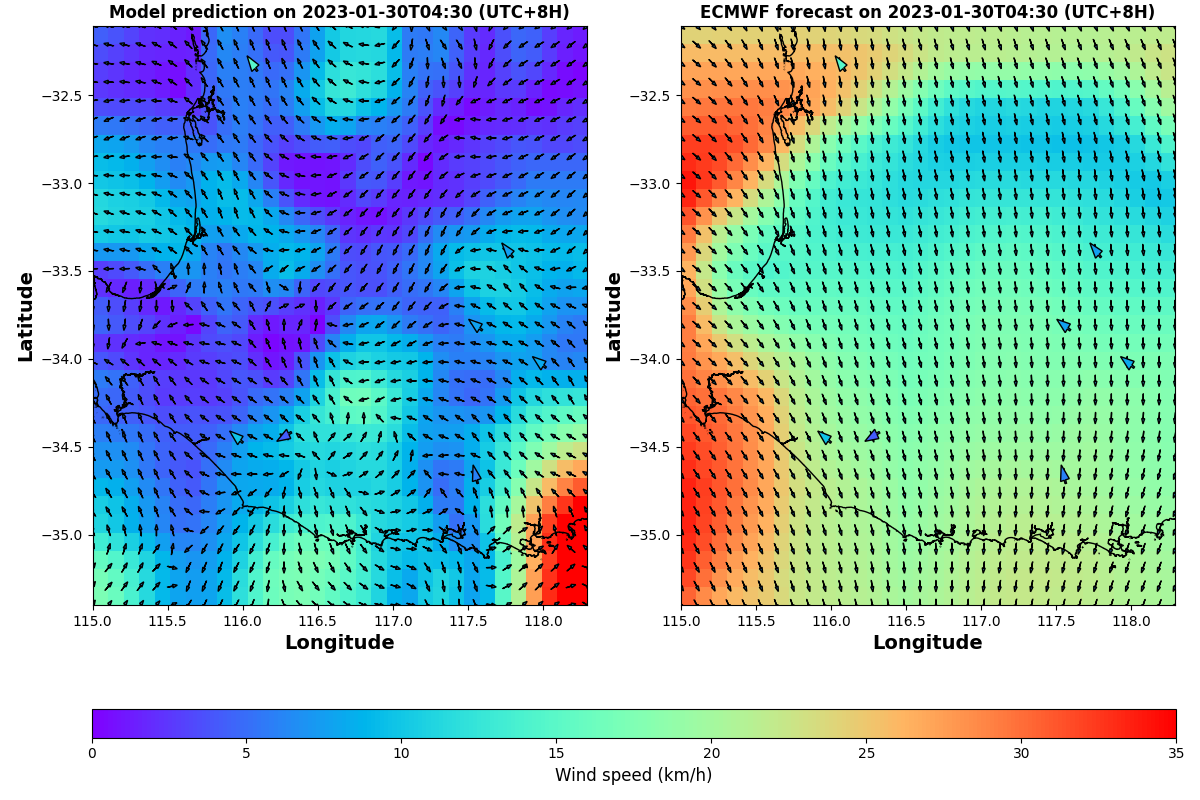 Model prediction on 2023-01-30T04:30 (UTC+8H)
ECMWF forecast on 2023-01-30T04:30 (UTC+8H)
Latitude
−32.5
−33.0
−33.5
−34.0
−34.5
−35.0
115.0 115.5 116.0 116.5 117.0 117.5 118.0
Longitude
Latitude
−32.5
−33.0
−33.5
−34.0
−34.5
−35.0
115.0 115.5 116.0 116.5 117.0 117.5 118.0
Longitude
0 5 10 15 20 25 30 35
Wind speed (km/h)